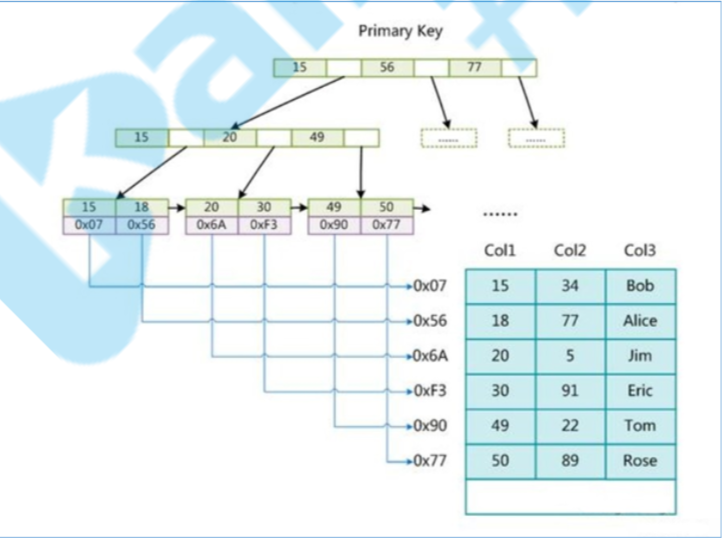 Primary Key
15 56 77
15 20 49 ...... ......
15 18 20 30 49 50
0x07 0x56 0x6A 0xF3 0x90 0x77
......
Col1 Col2 Col3
0x07 15 34 Bob
0x56 18 77 Alice
0x6A 20 5 Jim
0xF3 30 91 Eric
0x90 49 22 Tom
0x77 50 89 Rose